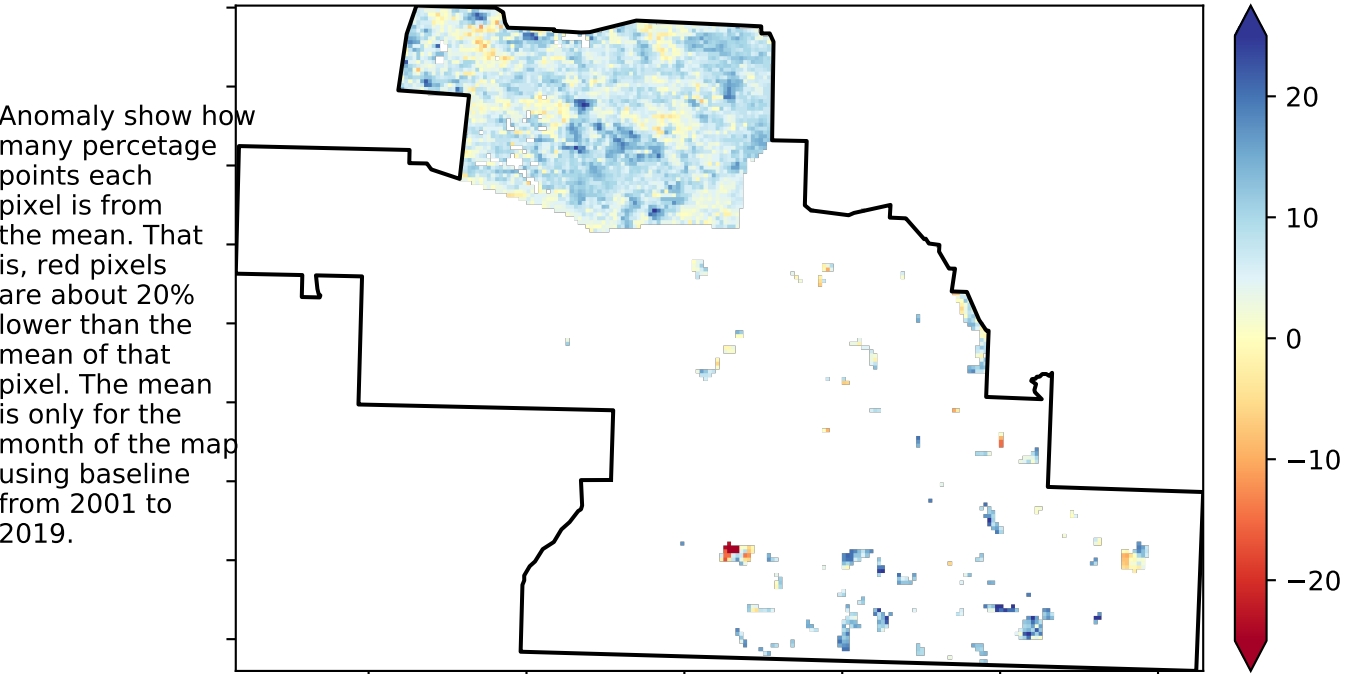 Anomaly show how
many percetage
points each
pixel is from
the mean. That
is, red pixels
are about 20%
lower than the
mean of that
pixel. The mean
is only for the
month of the map
using baseline
from 2001 to
2019.
20
10
0
−10
−20